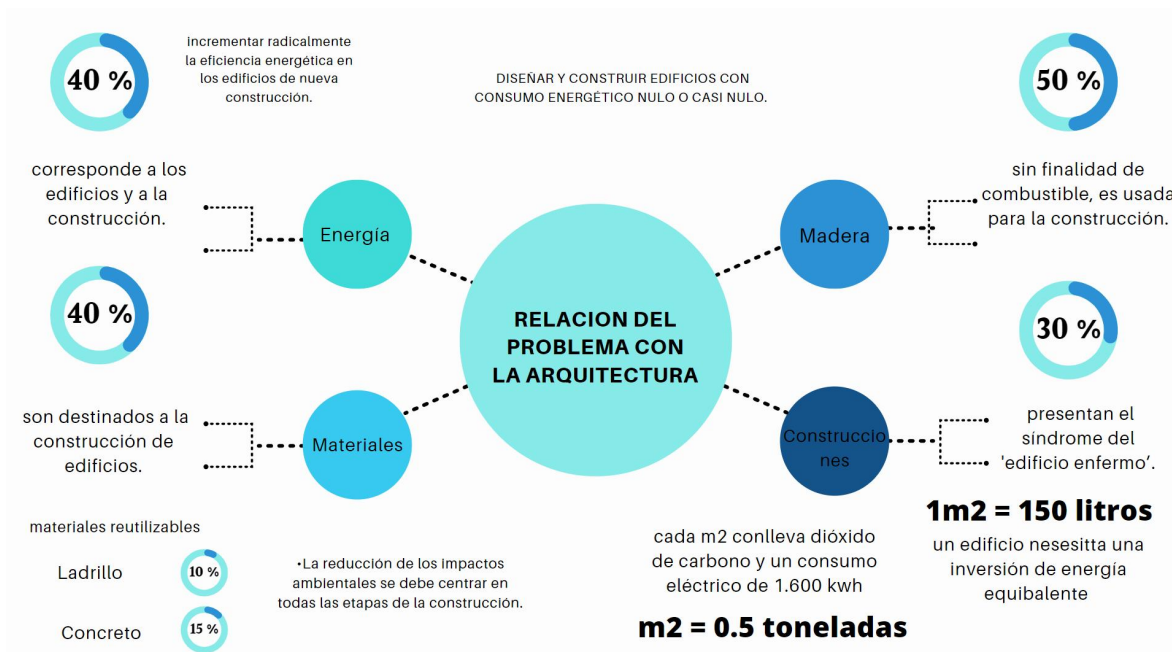 40 %
incrementar radicalmente
la eficiencia energética en
los edificios de nueva
construcción.
DISEÑAR Y CONSTRUIR EDIFICIOS CON
CONSUMO ENERGÉTICO NULO O CASI NULO.
50 %
corresponde a los
edificios y a la
construcción.
Energía
Madera
sin finalidad de
combustible, es usada
para la construcción.
RELACION DEL
PROBLEMA CON
LA ARQUITECTURA
40 %
son destinados a la
construcción de
edificios.
Materiales
Construccio
nes
30 %
presentan el
síndrome del
'edificio enfermo’.
materiales reutilizables
Ladrillo
10 %
Concreto
15 %
•La reducción de los impactos
ambientales se debe centrar en
todas las etapas de la construcción.
cada m2 conlleva dióxido
de carbono y un consumo
eléctrico de 1.600 kwh
m2 = 0.5 toneladas
1m2 = 150 litros
un edificio nesesitta una
inversión de energía
equibalente